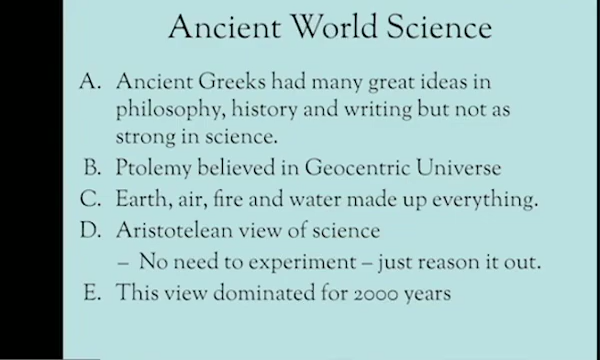 Ancient World Science
A. Ancient Greeks had many great ideas in
philosophy, history and writing but not as
strong in science.
B. Ptolemy believed in Geocentric Universe
C. Earth, air, fire and water made up everything.
D. Aristotelean view of science
– No need to experiment – just reason it out.
E. This view dominated for 2000 years